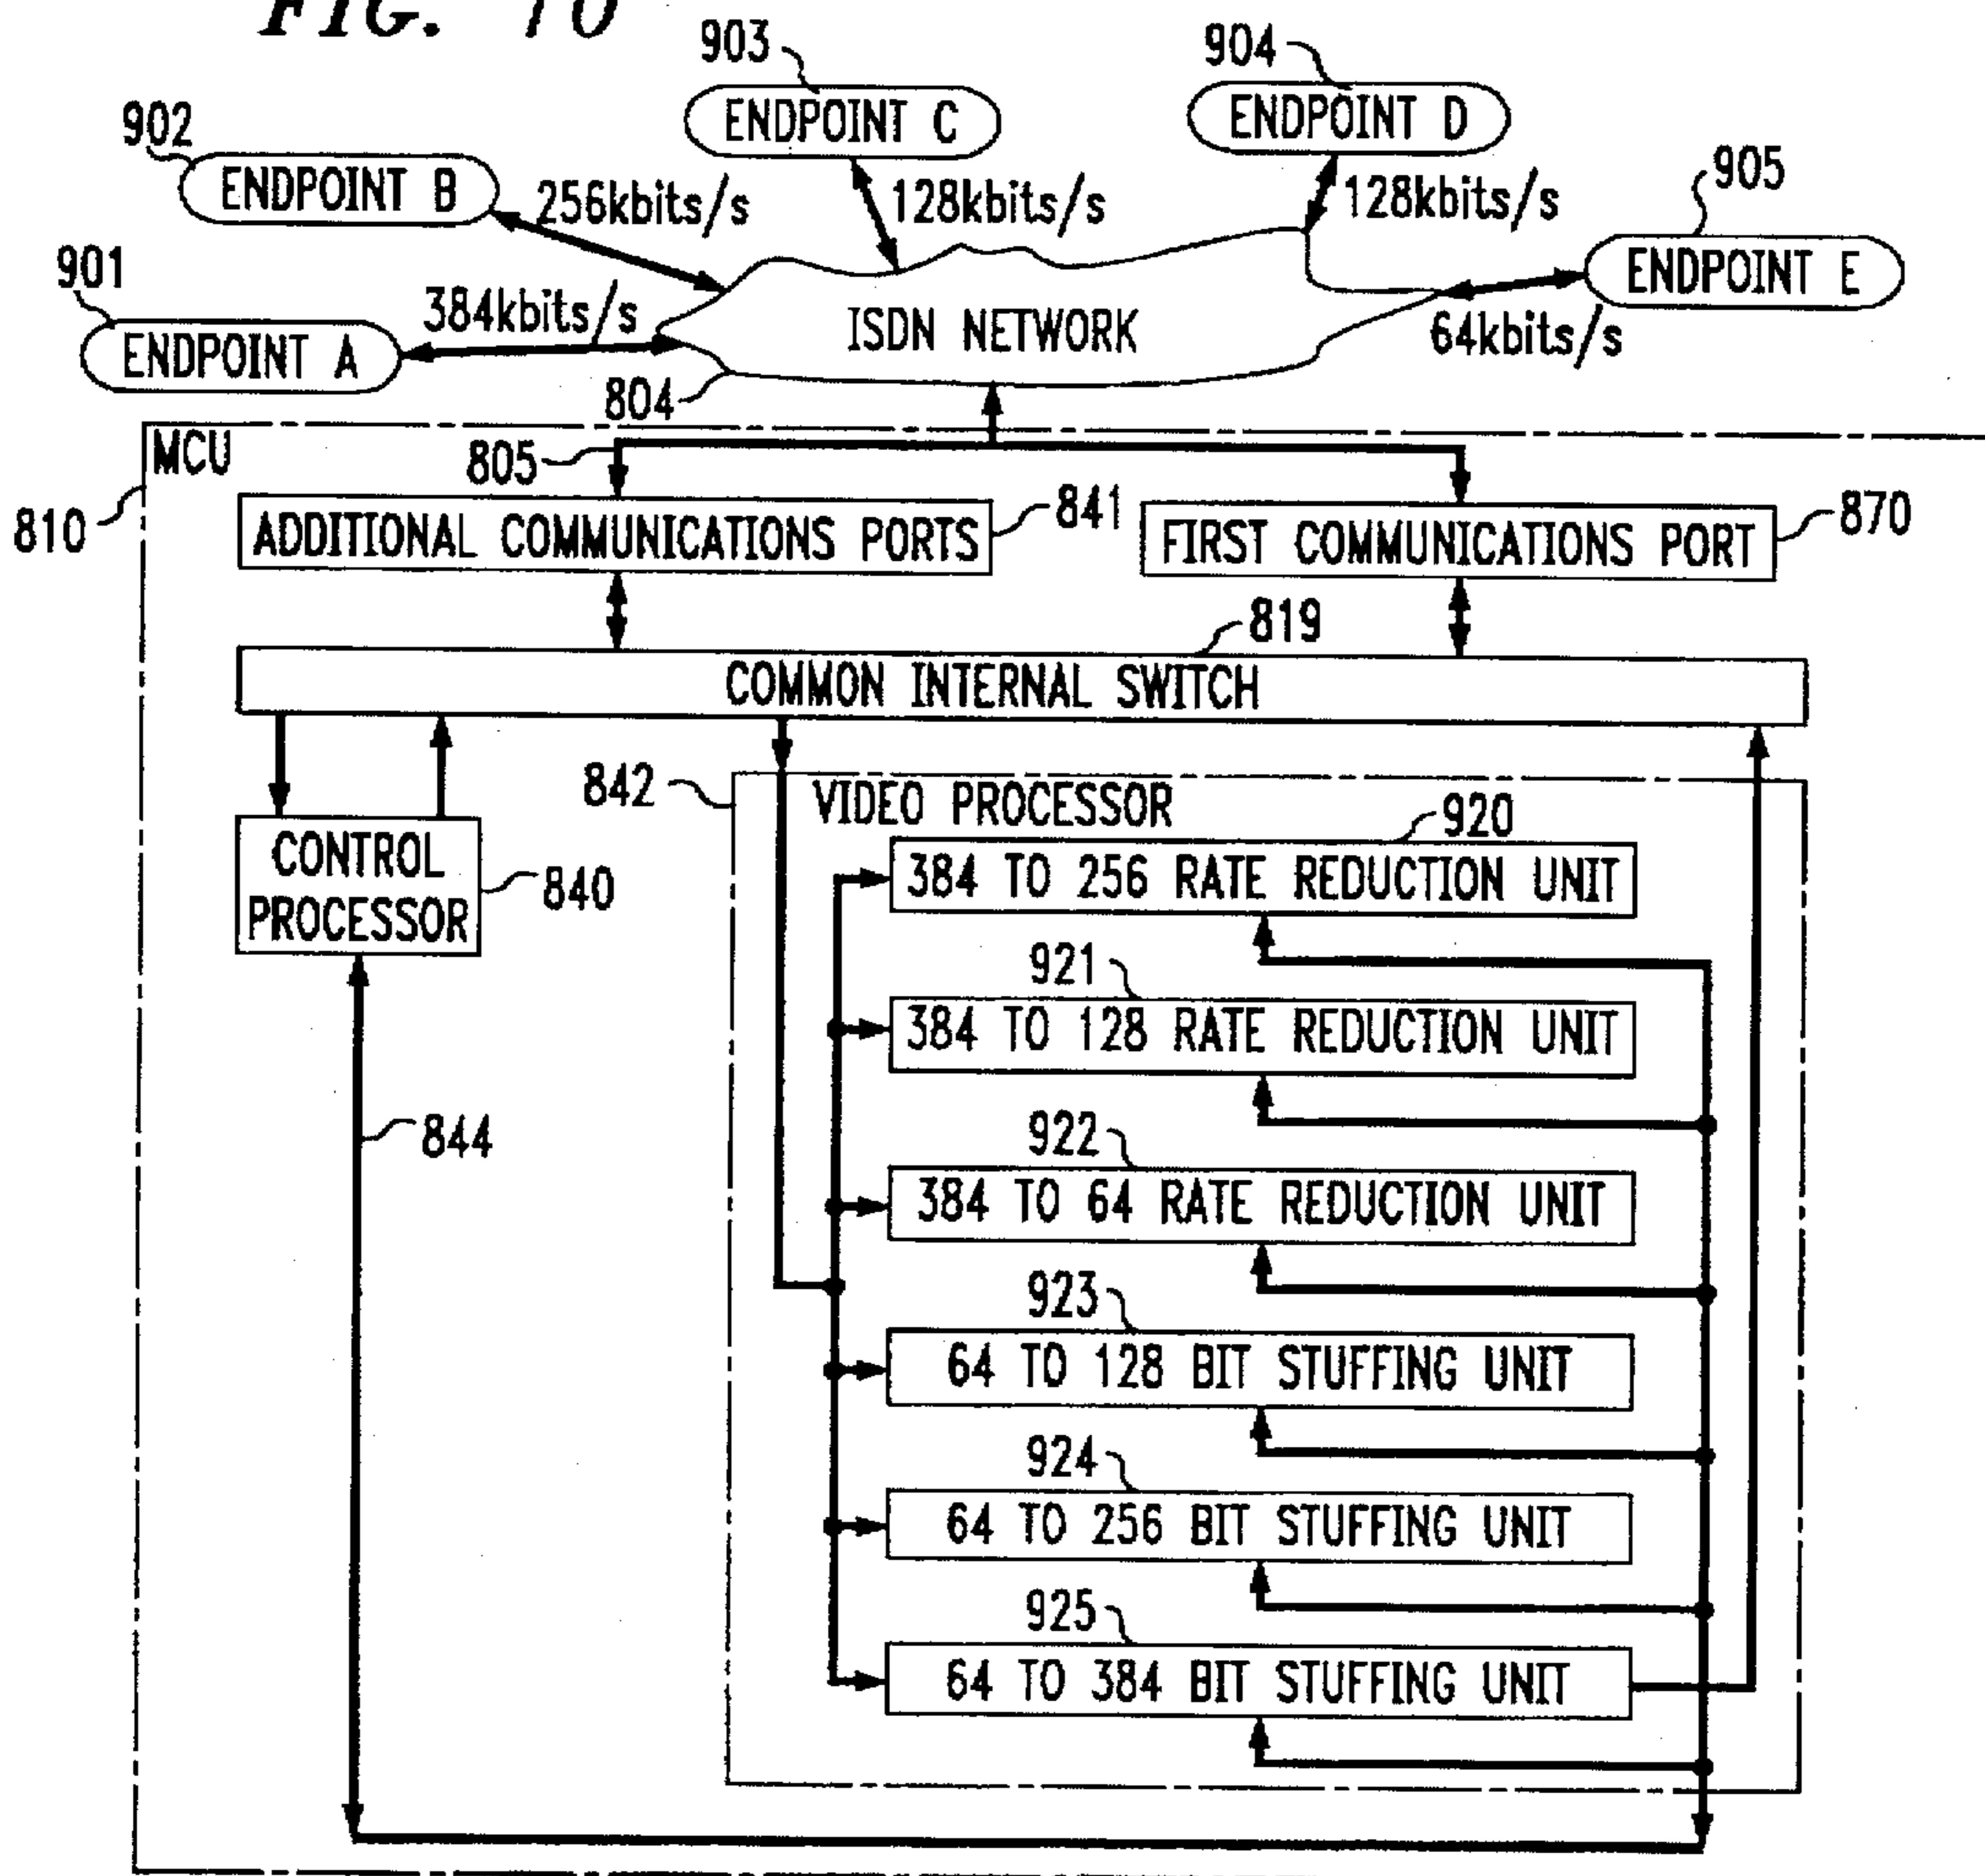 FIG. 10
903
904
902
ENDPOINT C
ENDPOINT D
905
ENDPOINT B
256kbits/s
128kbits/s
128kbits/s
901
ENDPOINT E
384kbits/s
ISDN NETWORK
64kbits/s
ENDPOINT A
804
MCU
805
810
ADDITIONAL COMMUNICATIONS PORTS
841
FIRST COMMUNICATIONS PORT
870
819
COMMON INTERNAL SWITCH
842
VIDEO PROCESSOR
920
CONTROL
PROCESSOR
840
384 TO 256 RATE REDUCTION UNIT
921
384 TO 128 RATE REDUCTION UNIT
844
922
384 TO 64 RATE REDUCTION UNIT
923
64 TO 128 BIT STUFFING UNIT
924
64 TO 256 BIT STUFFING UNIT
925
64 TO 384 BIT STUFFING UNIT